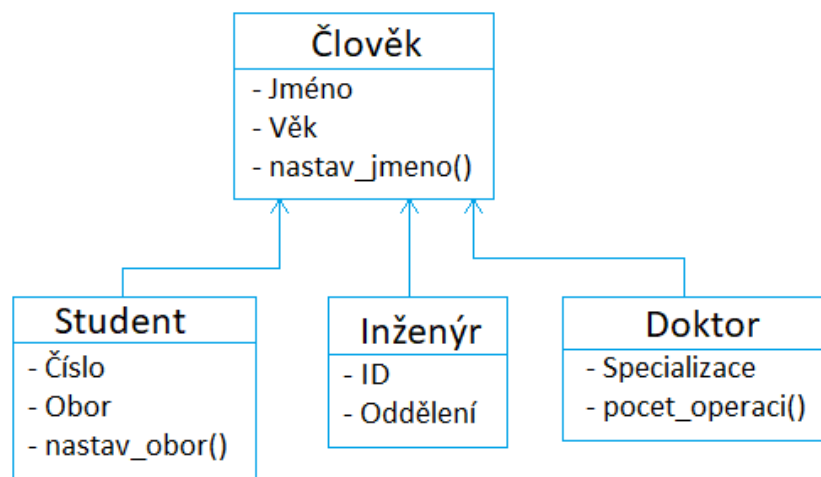 Člověk
- Jméno
- Věk
- nastav_jmeno()
Student
- Číslo
- Obor
- nastav_obor()
Inženýr
- ID
- Oddělení
Doktor
- Specializace
- pocet_operaci()